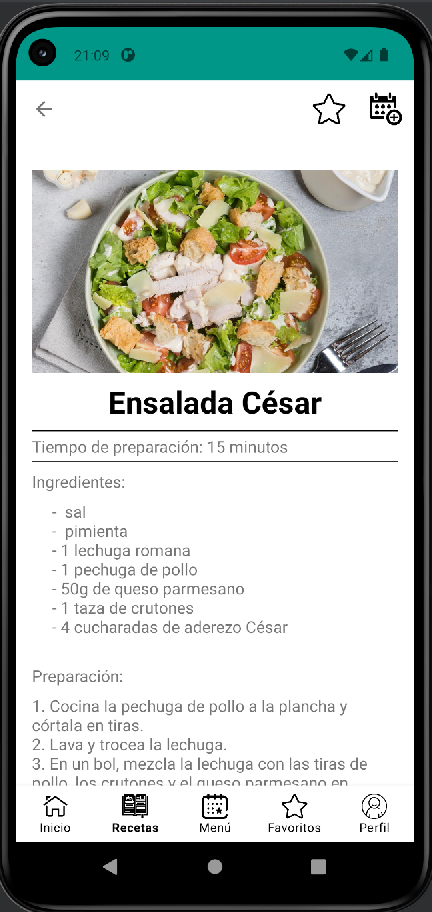 21:09
Ensalada César
Tiempo de preparación: 15 minutos
Ingredientes:
- sal
- pimienta
- 1 lechuga romana
- 1 pechuga de pollo
- 50g de queso parmesano
- 1 taza de crutones
- 4 cucharadas de aderezo César
Preparación:
1. Cocina la pechuga de pollo a la plancha y
córtala en tiras.
2. Lava y trocea la lechuga.
3. En un bol, mezcla la lechuga con las tiras de
pollo, los crutones y el queso parmesano en
Inicio
Recetas
Menú
Favoritos
Perfil